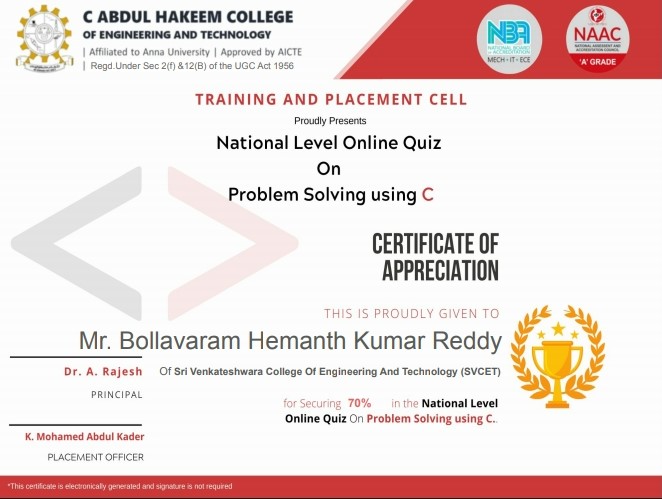 C ABDUL HAKEEM COLLEGE
OF ENGINEERING AND TECHNOLOGY
| Affiliated to Anna University | Approved by AICTE
| Regd.Under Sec 2(f) &12(B) of the UGC Act 1956
NBA
NATIONAL BOARD
OF ACCREDITATION
MECH - IT - ECE
NAAC
NATIONAL ASSESSMENT AND
ACCREDITATION COUNCIL
'A' GRADE
TRAINING AND PLACEMENT CELL
Proudly Presents
National Level Online Quiz
On
Problem Solving using C
CERTIFICATE OF
APPRECIATION
THIS IS PROUDLY GIVEN TO
Mr. Bollavaram Hemanth Kumar Reddy
Of Sri Venkateshwara College Of Engineering And Technology (SVCET)
for Securing 70% in the National Level
Online Quiz On Problem Solving using C.
Dr. A. Rajesh
PRINCIPAL
K. Mohamed Abdul Kader
PLACEMENT OFFICER
*This certificate is electronically generated and signature is not required